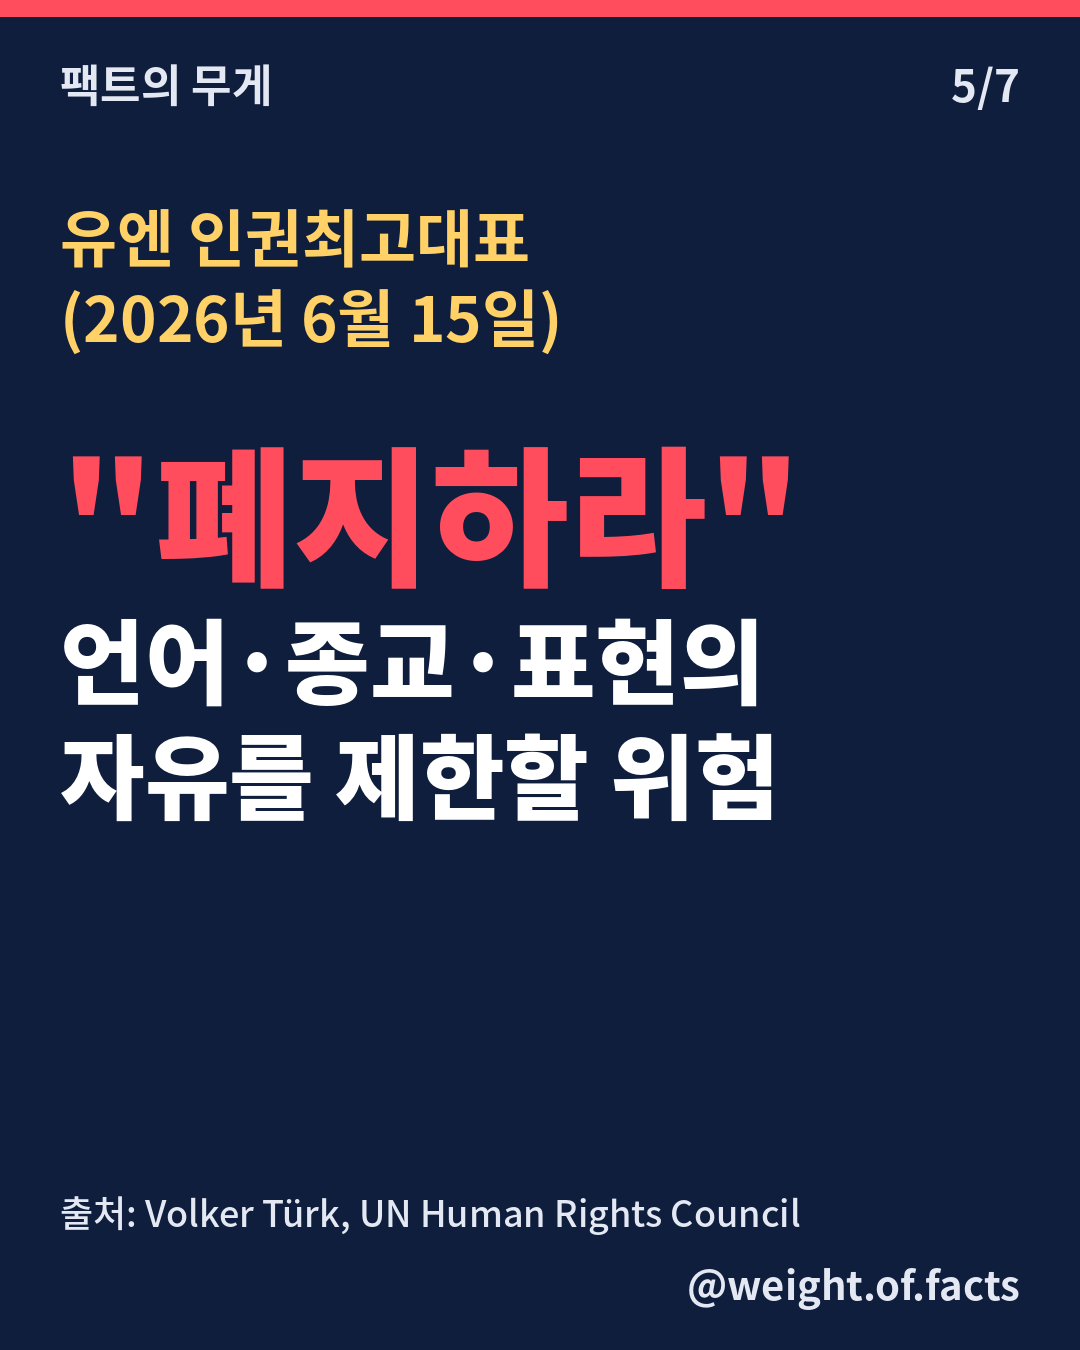 팩트의 무게
5/7
유엔 인권최고대표
(2026년 6월 15일)
"폐지하라"
언어·종교·표현의
자유를 제한할 위험
출처: Volker Türk, UN Human Rights Council
@weight.of.facts